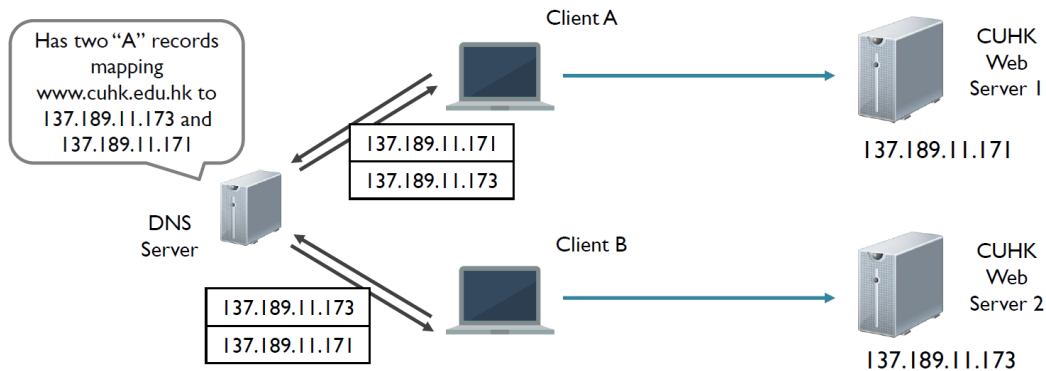 Has two “A” records
mapping
www.cuhk.edu.hk to
137.189.11.173 and
137.189.11.171
DNS
Server
Client A
137.189.11.171
137.189.11.173
CUHK
Web
Server 1
137.189.11.171
Client B
137.189.11.173
137.189.11.171
CUHK
Web
Server 2
137.189.11.173